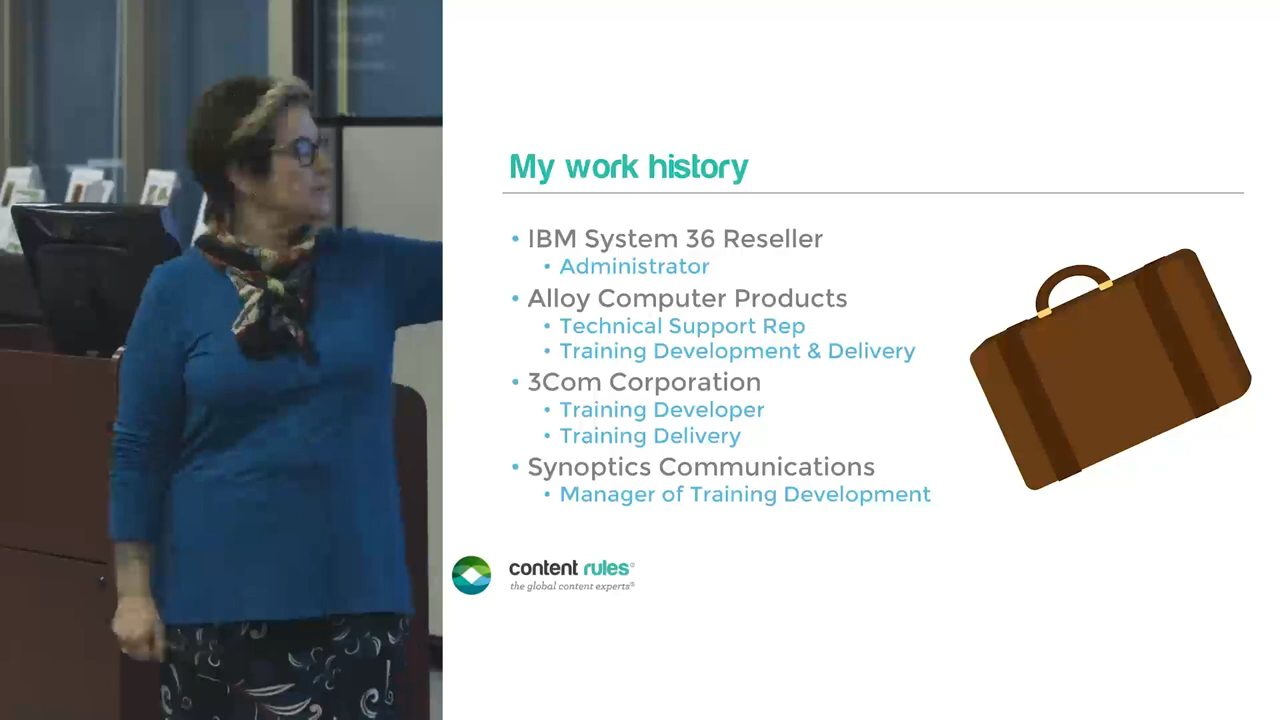 My work history
• IBM System 36 Reseller
• Administrator
• Alloy Computer Products
• Technical Support Rep
• Training Development & Delivery
• 3Com Corporation
• Training Developer
• Training Delivery
• Synoptics Communications
• Manager of Training Development
content rules®
the global content experts®